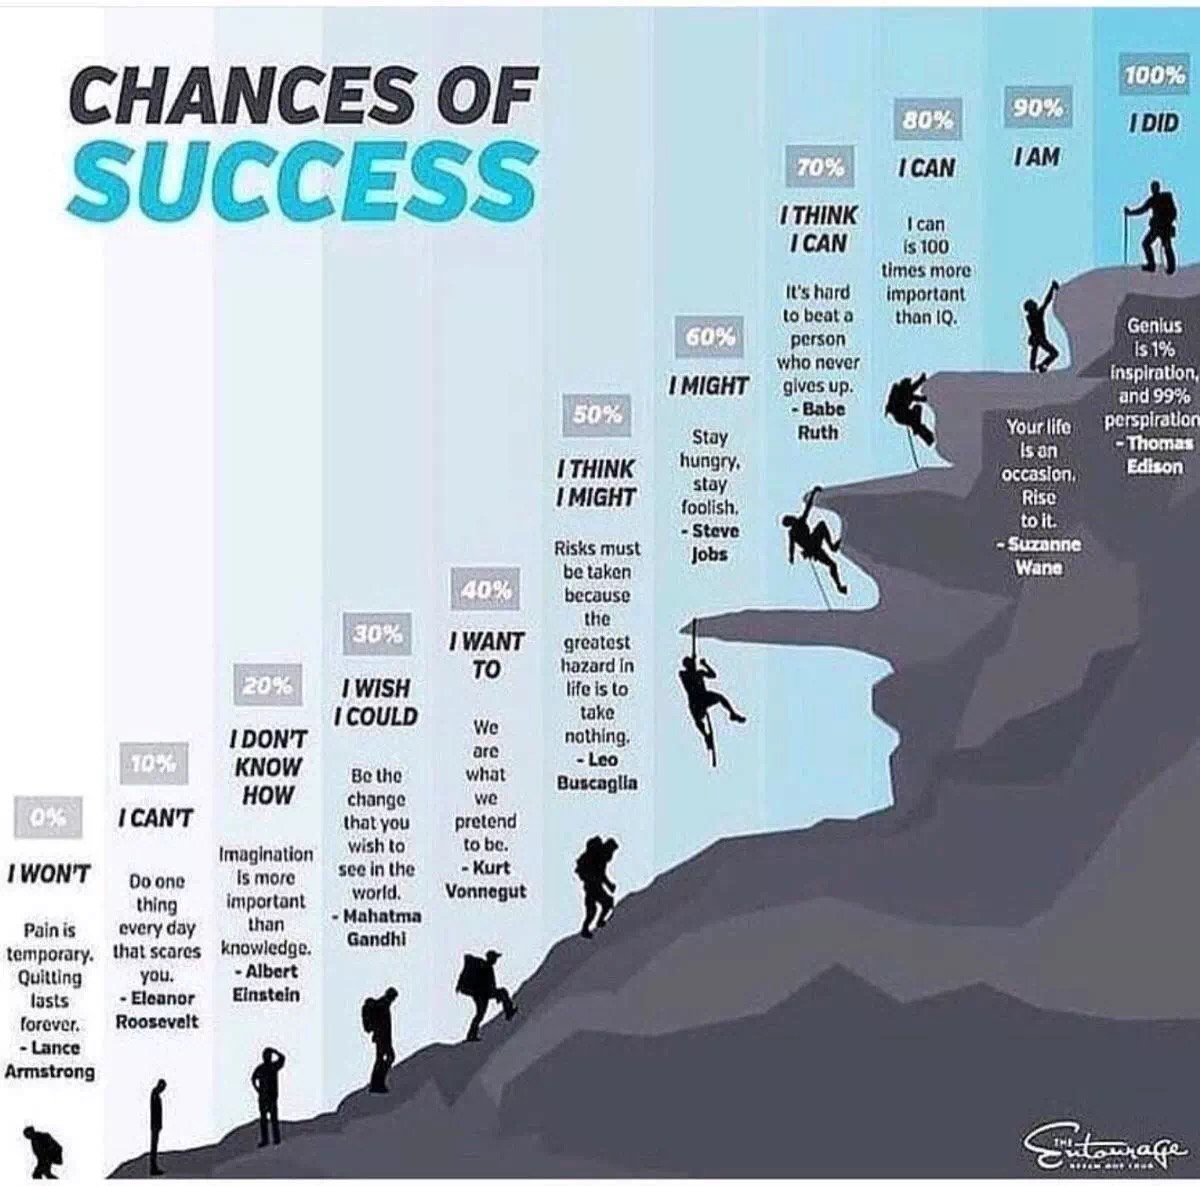 CHANCES OF
SUCCESS
0%
I WON'T
Pain is
temporary.
Quitting
lasts
forever.
- Lance
Armstrong
10%
I CAN'T
Do one
thing
every day
that scares
you.
- Eleanor
Roosevelt
20%
I DON'T
KNOW
HOW
Imagination
is more
important
than
knowledge.
- Albert
Einstein
30%
I WISH
I COULD
Be the
change
that you
wish to
see in the
world.
- Mahatma
Gandhi
40%
I WANT
TO
We
are
what
we
pretend
to be.
- Kurt
Vonnegut
50%
I THINK
I MIGHT
Risks must
be taken
because
the
greatest
hazard in
life is to
take
nothing.
- Leo
Buscaglia
60%
I MIGHT
Stay
hungry,
stay
foolish.
- Steve
Jobs
70%
I THINK
I CAN
It's hard
to beat a
person
who never
gives up.
- Babe
Ruth
80%
I CAN
I can
is 100
times more
important
than IQ.
90%
I AM
Your life
is an
occasion,
Rise
to it.
- Suzanne
Wane
100%
I DID
Genius
is 1%
inspiration,
and 99%
perspiration
- Thomas
Edison
THE
Entourage